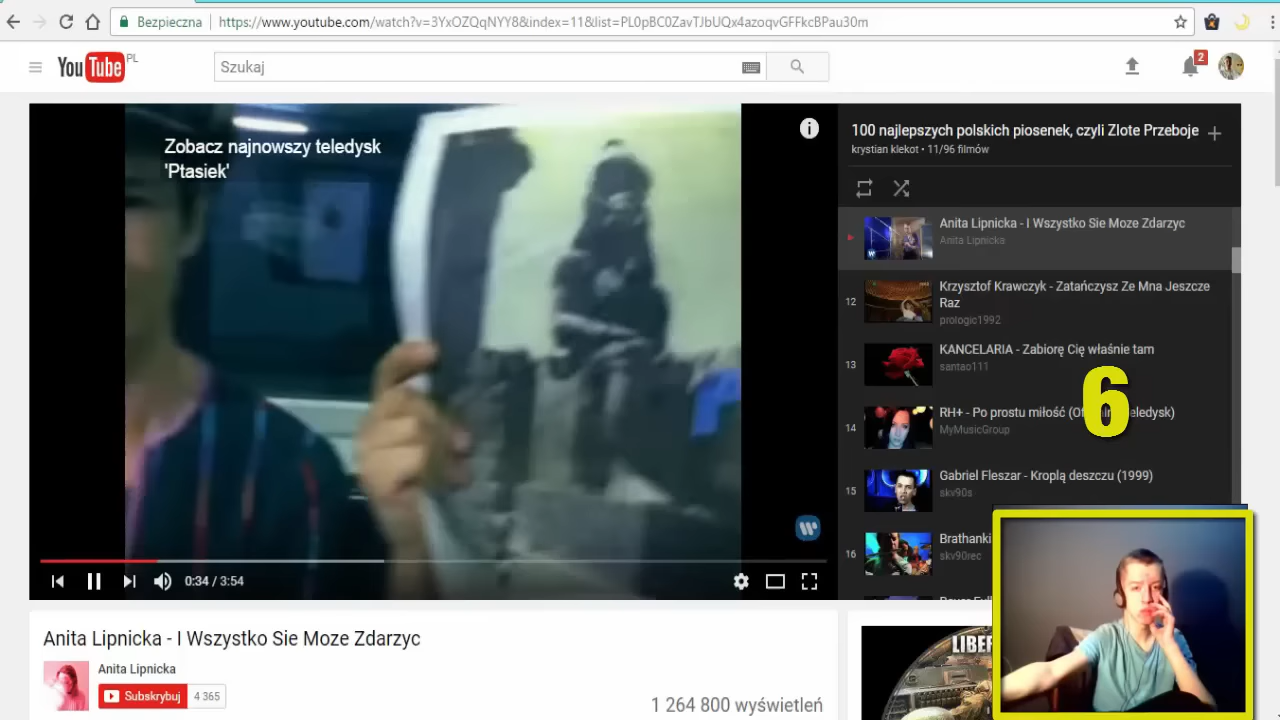 Bezpieczna
https://www.youtube.com/watch?v=3YxOZQqNYY8&index=11&list=PL0pBC0ZavTJbUQx4azoqvGFFkcBPau30m
YouTube PL
Szukaj
2
Zobacz najnowszy teledysk
'Ptasiek'
i
100 najlepszych polskich piosenek, czyli Zlote Przeboje
krystian klekot • 11/96 filmów
Anita Lipnicka - I Wszystko Sie Moze Zdarzyc
Anita Lipnicka
12
Krzysztof Krawczyk - Zatańczysz Ze Mna Jeszcze
Raz
prologic1992
13
KANCELARIA - Zabiorę Cię właśnie tam
santao111
6
14
RH+ - Po prostu miłość
MyMusicGroup
15
Gabriel Fleszar - Kroplą deszczu (1999)
skv90s
16
Brathanki
skv90rec
0:34 / 3:54
Anita Lipnicka - I Wszystko Sie Moze Zdarzyc
Anita Lipnicka
Subskrybuj 4 365
1 264 800 wyświetleń